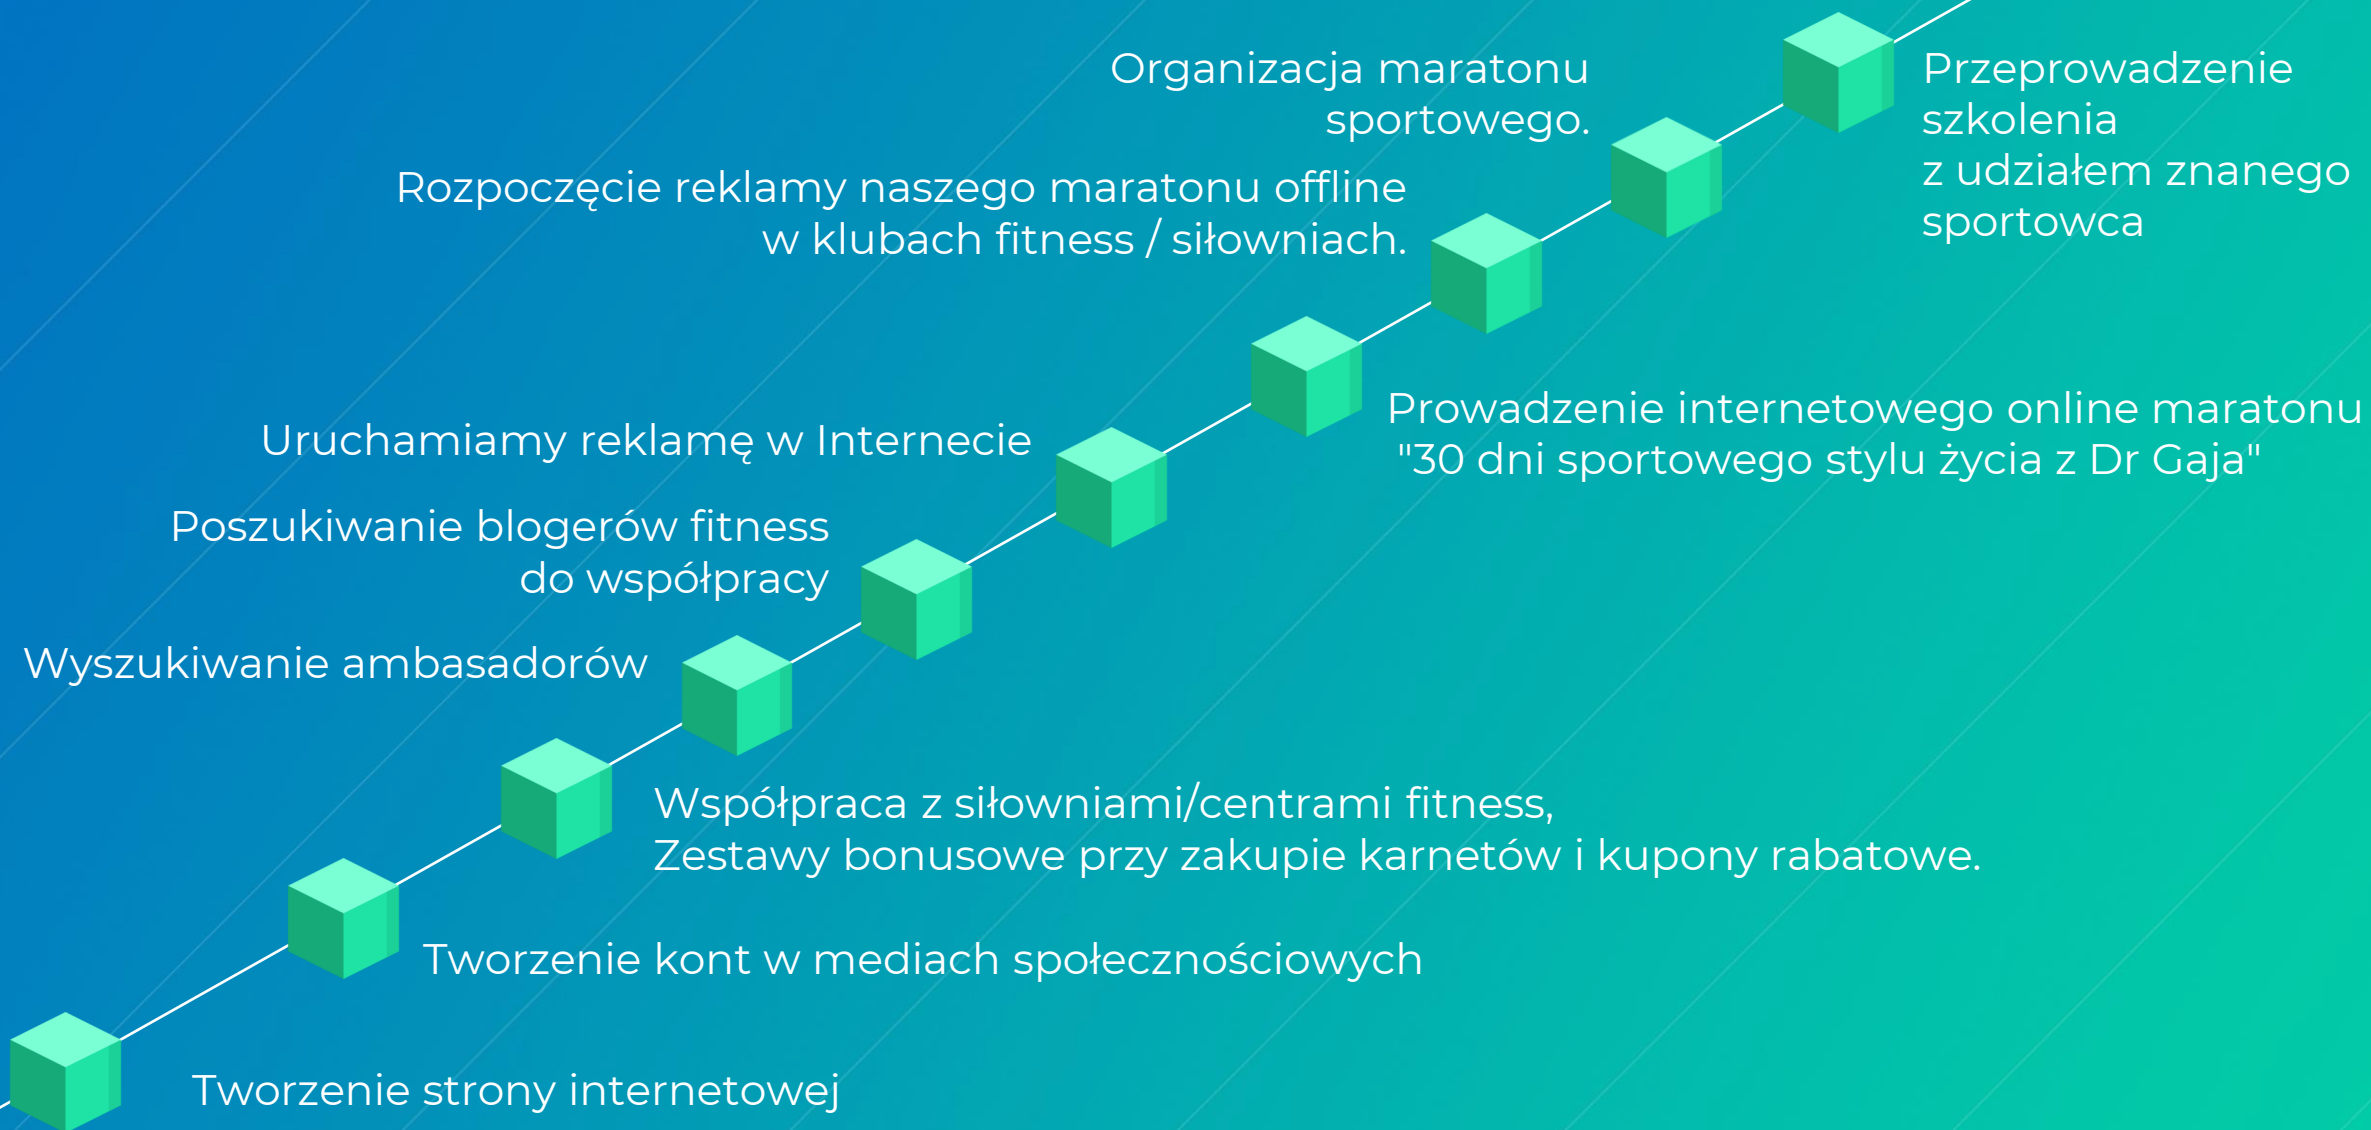 Organizacja maratonu
sportowego.
Przeprowadzenie
szkolenia
z udziałem znanego
sportowca
Rozpoczęcie reklamy naszego maratonu offline
w klubach fitness / siłowniach.
Prowadzenie internetowego online maratonu
"30 dni sportowego stylu życia z Dr Gaja"
Uruchamiamy reklamę w Internecie
Poszukiwanie blogerów fitness
do współpracy
Wyszukiwanie ambasadorów
Współpraca z siłowniami/centrami fitness,
Zestawy bonusowe przy zakupie karnetów i kupony rabatowe.
Tworzenie kont w mediach społecznościowych
Tworzenie strony internetowej